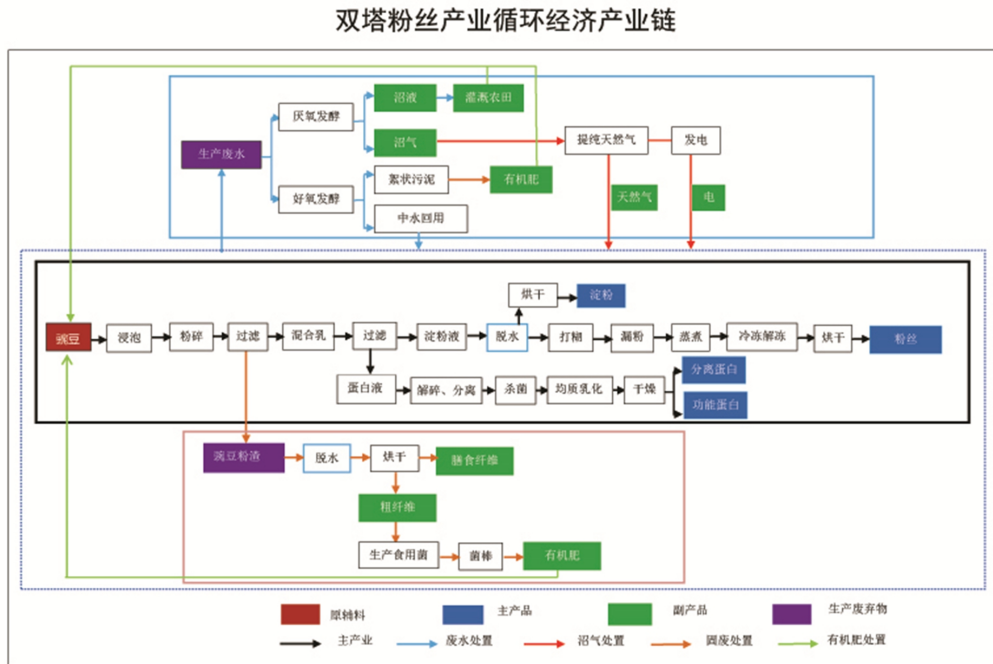 双塔粉丝产业循环经济产业链
沼液
灌溉农田
厌氧发酵
沼气
提纯天然气
发电
生产废水
絮状污泥
有机肥
好氧发酵
天然气
电
中水回用
烘干
淀粉
豌豆
浸泡
粉碎
过滤
混合乳
过滤
淀粉液
脱水
打糊
漏粉
蒸煮
冷冻解冻
烘干
粉丝
蛋白液
解碎、分离
杀菌
均质乳化
干燥
分离蛋白
功能蛋白
豌豆粉渣
脱水
烘干
膳食纤维
粗纤维
生产食用菌
菌棒
有机肥
原辅料
主产品
副产品
生产废弃物
主产业
废水处置
沼气处置
固废处置
有机肥处置